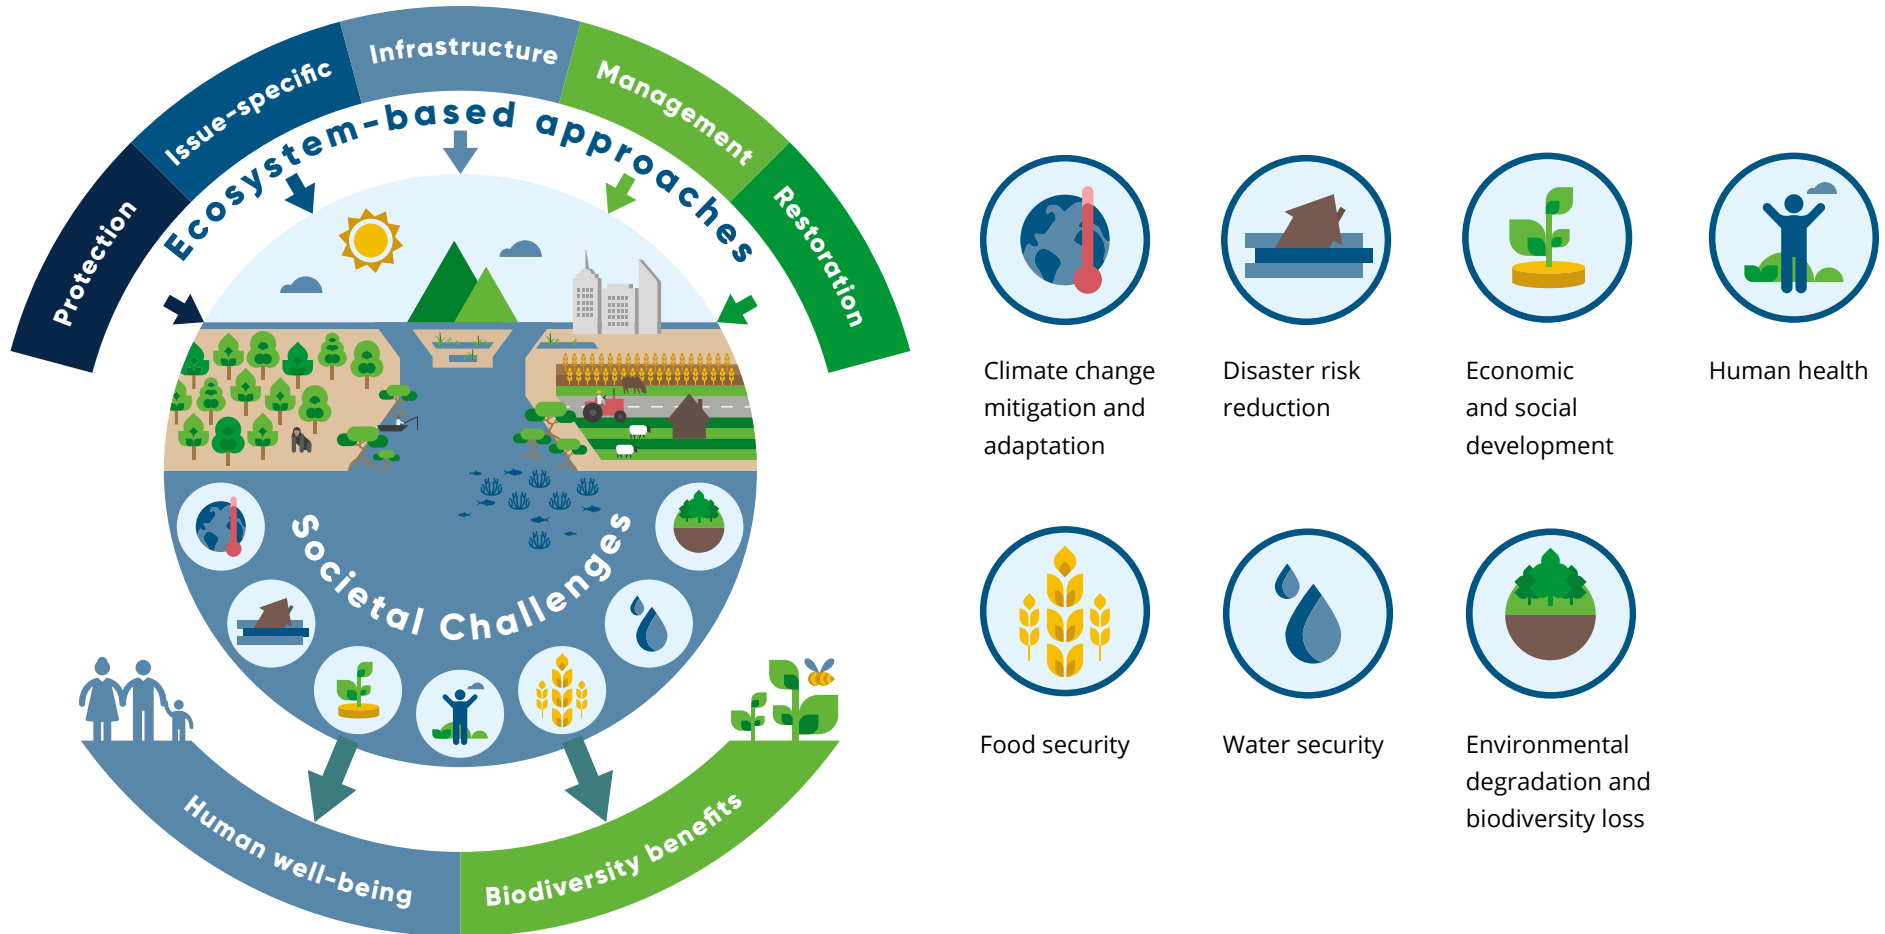 Protection
Issue-specific
Infrastructure
Management
Restoration
Ecosystem-based approaches
Societal Challenges
Human well-being
Biodiversity benefits
Climate change
mitigation and
adaptation
Disaster risk
reduction
Economic
and social
development
Human health
Food security
Water security
Environmental
degradation and
biodiversity loss